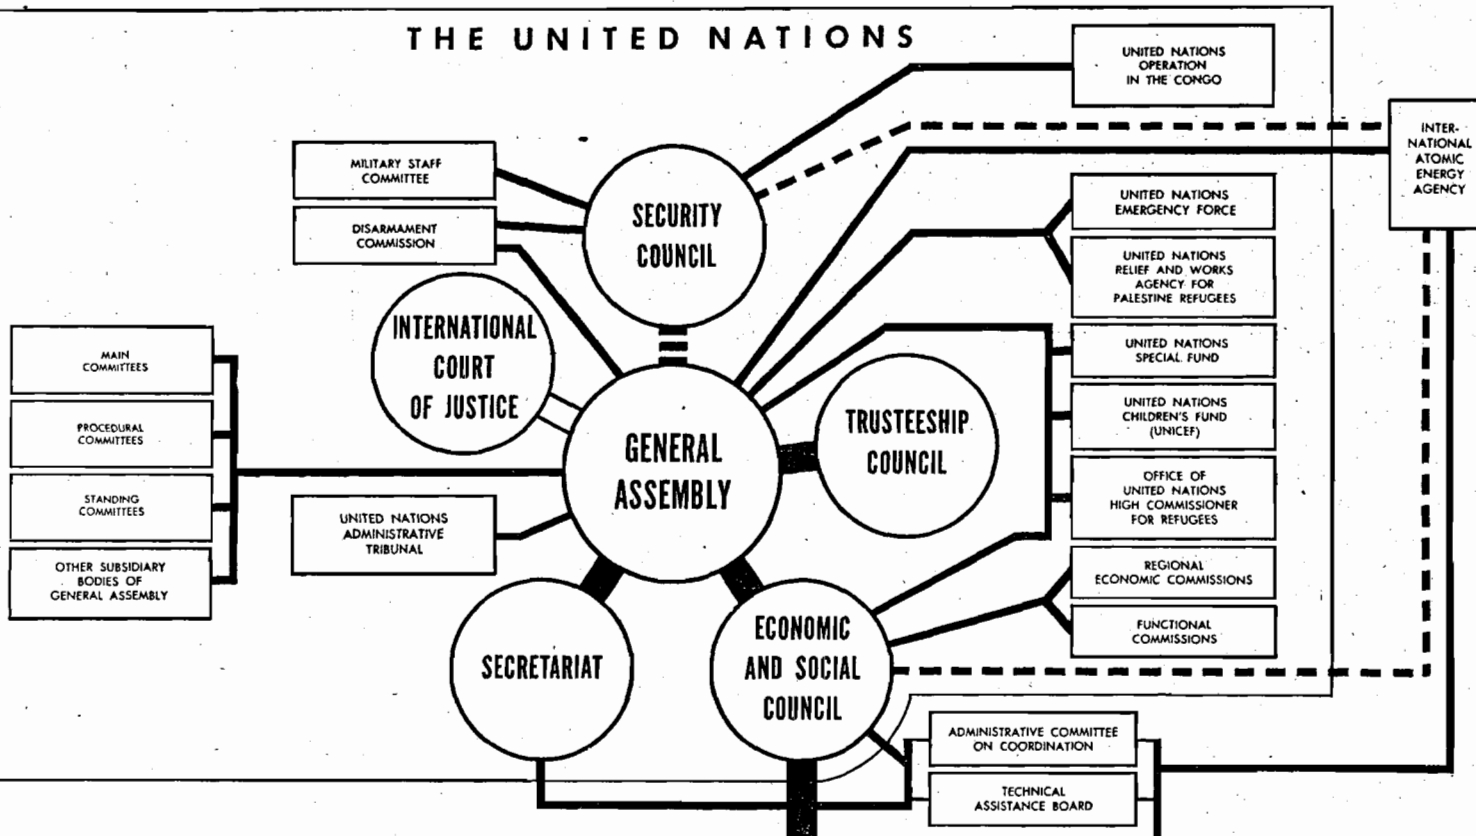 THE UNITED NATIONS
UNITED NATIONS
OPERATION
IN THE CONGO
INTER-
NATIONAL
ATOMIC
ENERGY
AGENCY
MILITARY STAFF
COMMITTEE
DISARMAMENT
COMMISSION
SECURITY
COUNCIL
UNITED NATIONS
EMERGENCY FORCE
UNITED NATIONS
RELIEF AND WORKS
AGENCY FOR
PALESTINE REFUGEES
INTERNATIONAL
COURT
OF JUSTICE
MAIN
COMMITTEES
PROCEDURAL
COMMITTEES
STANDING
COMMITTEES
OTHER SUBSIDIARY
BODIES OF
GENERAL ASSEMBLY
UNITED NATIONS
ADMINISTRATIVE
TRIBUNAL
GENERAL
ASSEMBLY
TRUSTEESHIP
COUNCIL
UNITED NATIONS
SPECIAL FUND
UNITED NATIONS
CHILDREN'S FUND
(UNICEF)
OFFICE OF
UNITED NATIONS
HIGH COMMISSIONER
FOR REFUGEES
REGIONAL
ECONOMIC COMMISSIONS
FUNCTIONAL
COMMISSIONS
SECRETARIAT
ECONOMIC
AND SOCIAL
COUNCIL
ADMINISTRATIVE COMMITTEE
ON COORDINATION
TECHNICAL
ASSISTANCE BOARD